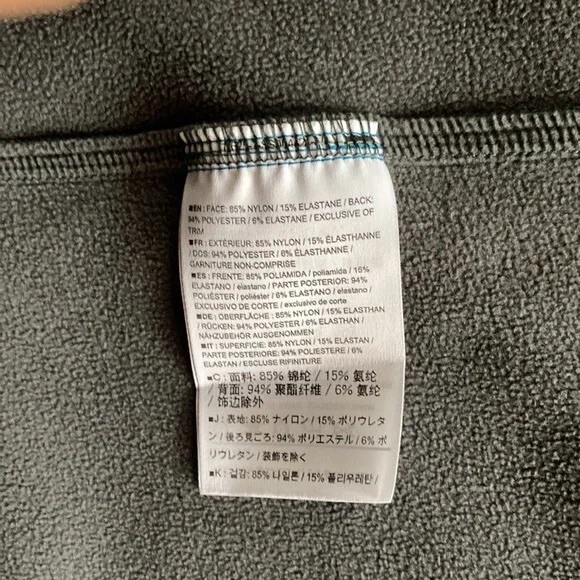 ■EN: FACE: 85% NYLON / 15% ELASTANE / BACK:
94% POLYESTER / 6% ELASTANE / EXCLUSIVE OF
TRIM
■FR: EXTÉRIEUR: 85% NYLON / 15% ÉLASTHANNE
/ DOS: 94% POLYESTER / 6% ÉLASTHANNE /
GARNITURE NON-COMPRISE
■ES: FRENTE: 85% POLIAMIDA / poliamida / 15%
ELASTANO / elastano / PARTE POSTERIOR: 94%
POLIÉSTER / poliéster / 6% ELASTANO / elastano /
EXCLUSIVO DE CORTE / exclusivo de corte
■DE: OBERFLÄCHE: 85% NYLON / 15% ELASTHAN
/ RÜCKEN: 94% POLYESTER / 6% ELASTHAN /
NÄHZUBEHÖR AUSGENOMMEN
■IT: SUPERFICIE: 85% NYLON / 15% ELASTAN /
PARTE POSTERIORE: 94% POLIESTERE / 6%
ELASTAN / ESCLUSE RIFINITURE
■C: 面料: 85% 锦纶 / 15% 氨纶
/ 背面: 94% 聚酯纤维 / 6% 氨纶 /
饰边除外
■J: 表地: 85% ナイロン / 15% ポリウレタ
ン / 後ろ見ごろ: 94% ポリエステル / 6% ポ
リウレタン / 装飾を除く
■K: 겉감: 85% 나일론 / 15% 폴리우레탄 /